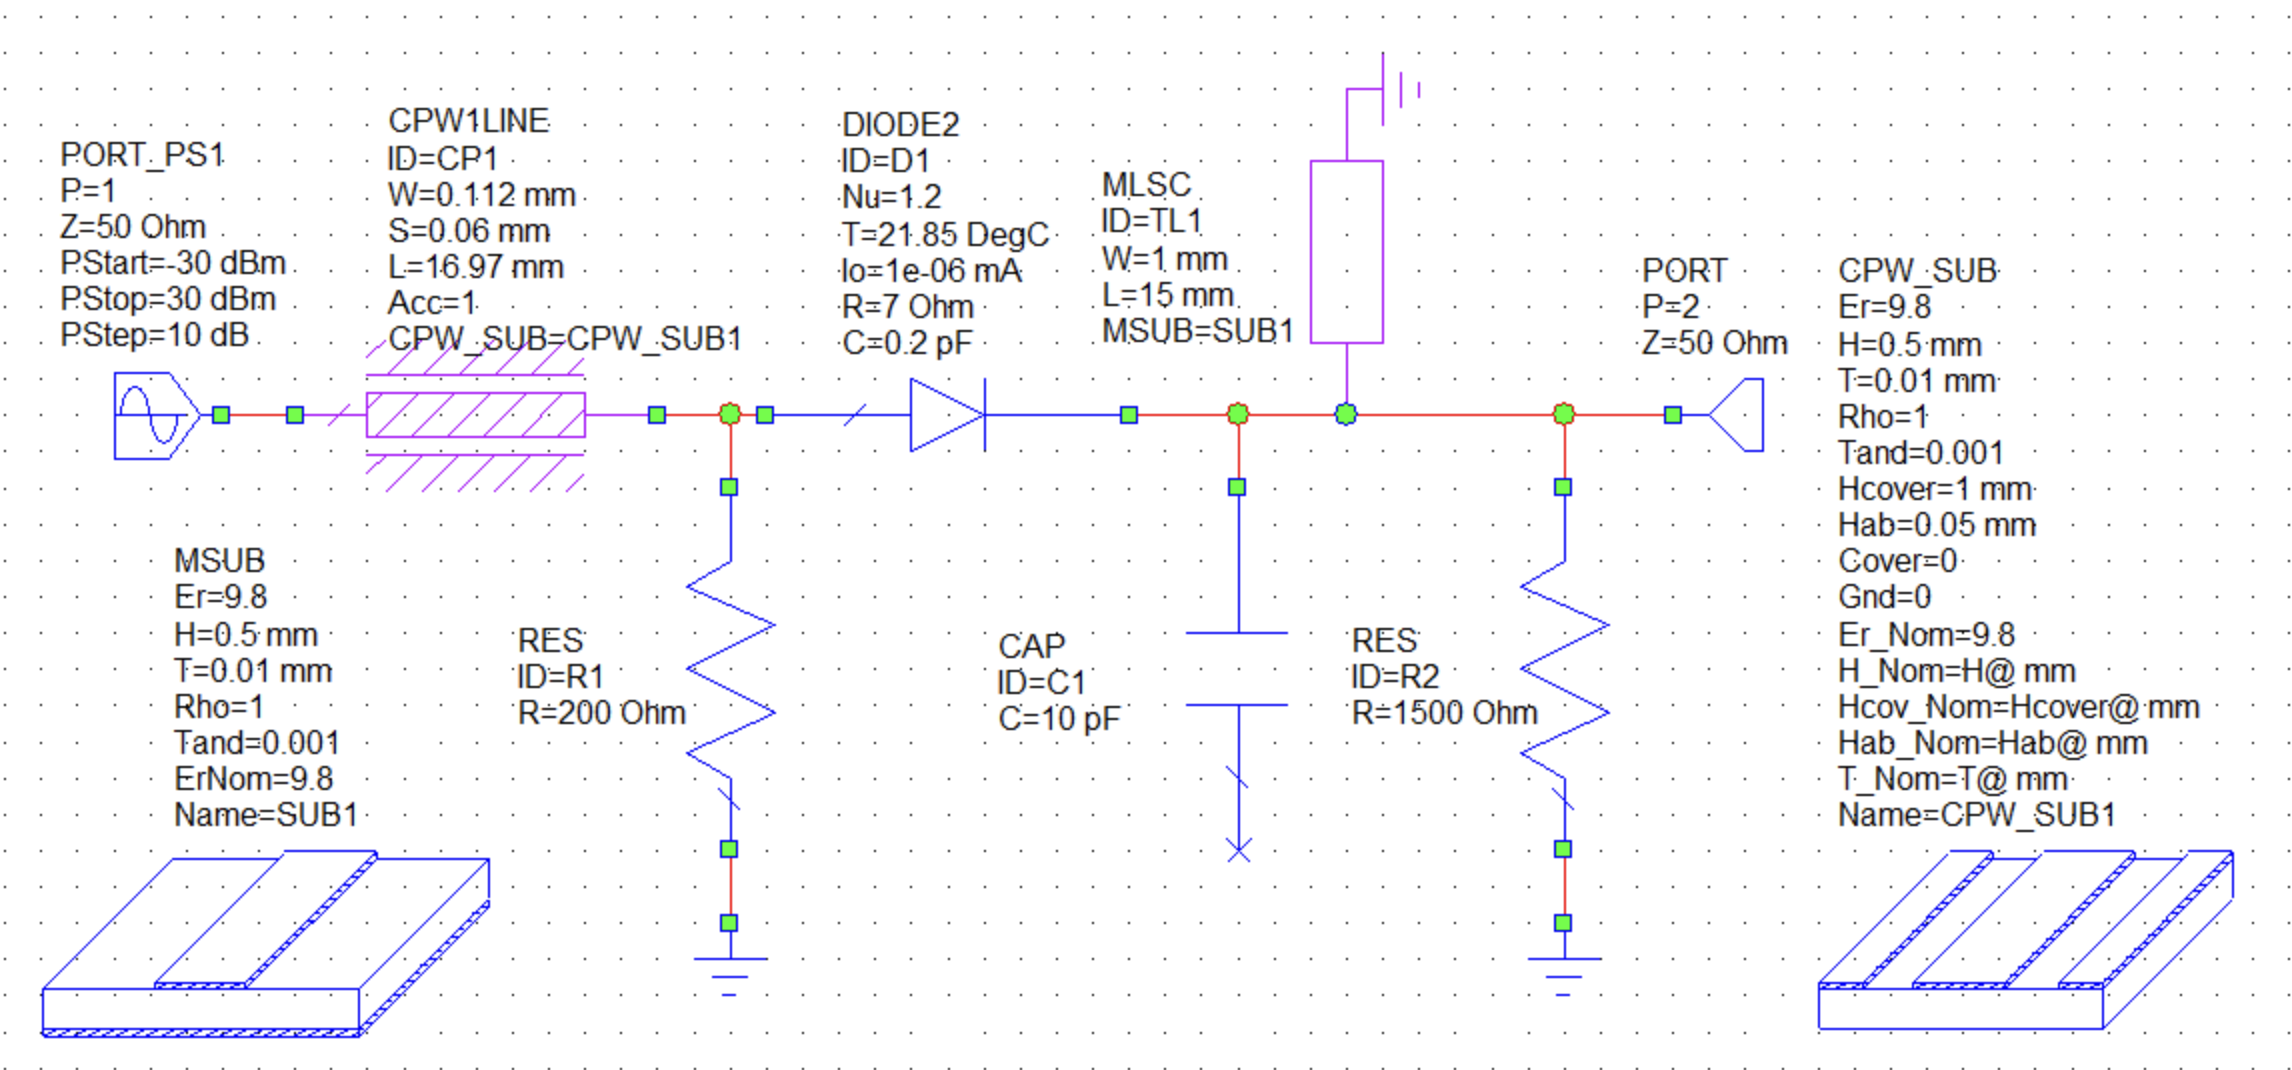 PORT_PS1
P=1
Z=50 Ohm
PStart=-30 dBm
PStop=30 dBm
PStep=10 dB
CPW1LINE
ID=CP1
W=0.112 mm
S=0.06 mm
L=16.97 mm
Acc=1
CPW_SUB=CPW_SUB1
DIODE2
ID=D1
Nu=1.2
T=21.85 DegC
Io=1e-06 mA
R=7 Ohm
C=0.2 pF
MLSC
ID=TL1
W=1 mm
L=15 mm
MSUB=SUB1
PORT
P=2
Z=50 Ohm
CPW_SUB
Er=9.8
H=0.5 mm
T=0.01 mm
Rho=1
Tand=0.001
Hcover=1 mm
Hab=0.05 mm
Cover=0
Gnd=0
Er_Nom=9.8
H_Nom=H@ mm
Hcov_Nom=Hcover@ mm
Hab_Nom=Hab@ mm
T_Nom=T@ mm
Name=CPW_SUB1
MSUB
Er=9.8
H=0.5 mm
T=0.01 mm
Rho=1
Tand=0.001
ErNom=9.8
Name=SUB1
RES
ID=R1
R=200 Ohm
CAP
ID=C1
C=10 pF
RES
ID=R2
R=1500 Ohm